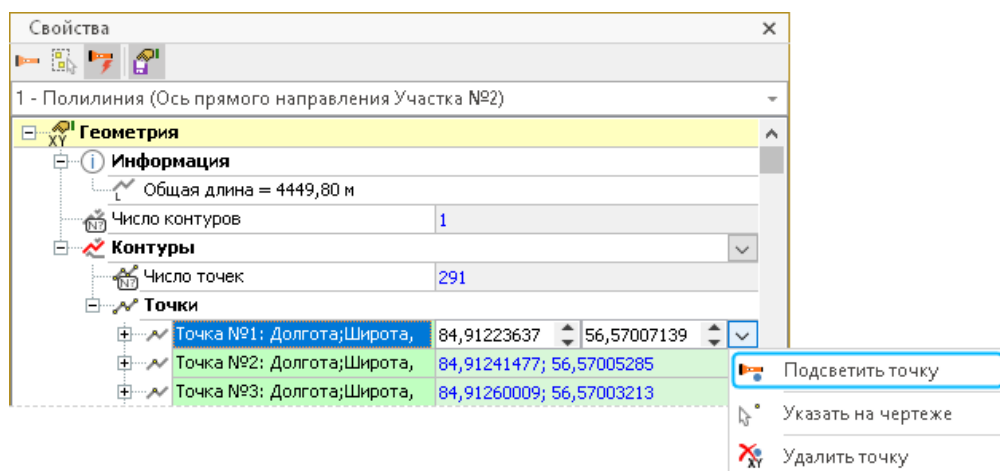 Свойства
1 - Полилиния (Ось прямого направления Участка №2)
XY Геометрия
i Информация
L Общая длина = 4449,80 м
N? Число контуров 1
Контуры
N? Число точек 291
Точки
Точка №1: Долгота;Широта, 84,91223637 56,57007139
Точка №2: Долгота;Широта, 84,91241477; 56,57005285
Точка №3: Долгота;Широта, 84,91260009; 56,57003213
Подсветить точку
Указать на чертеже
XY Удалить точку